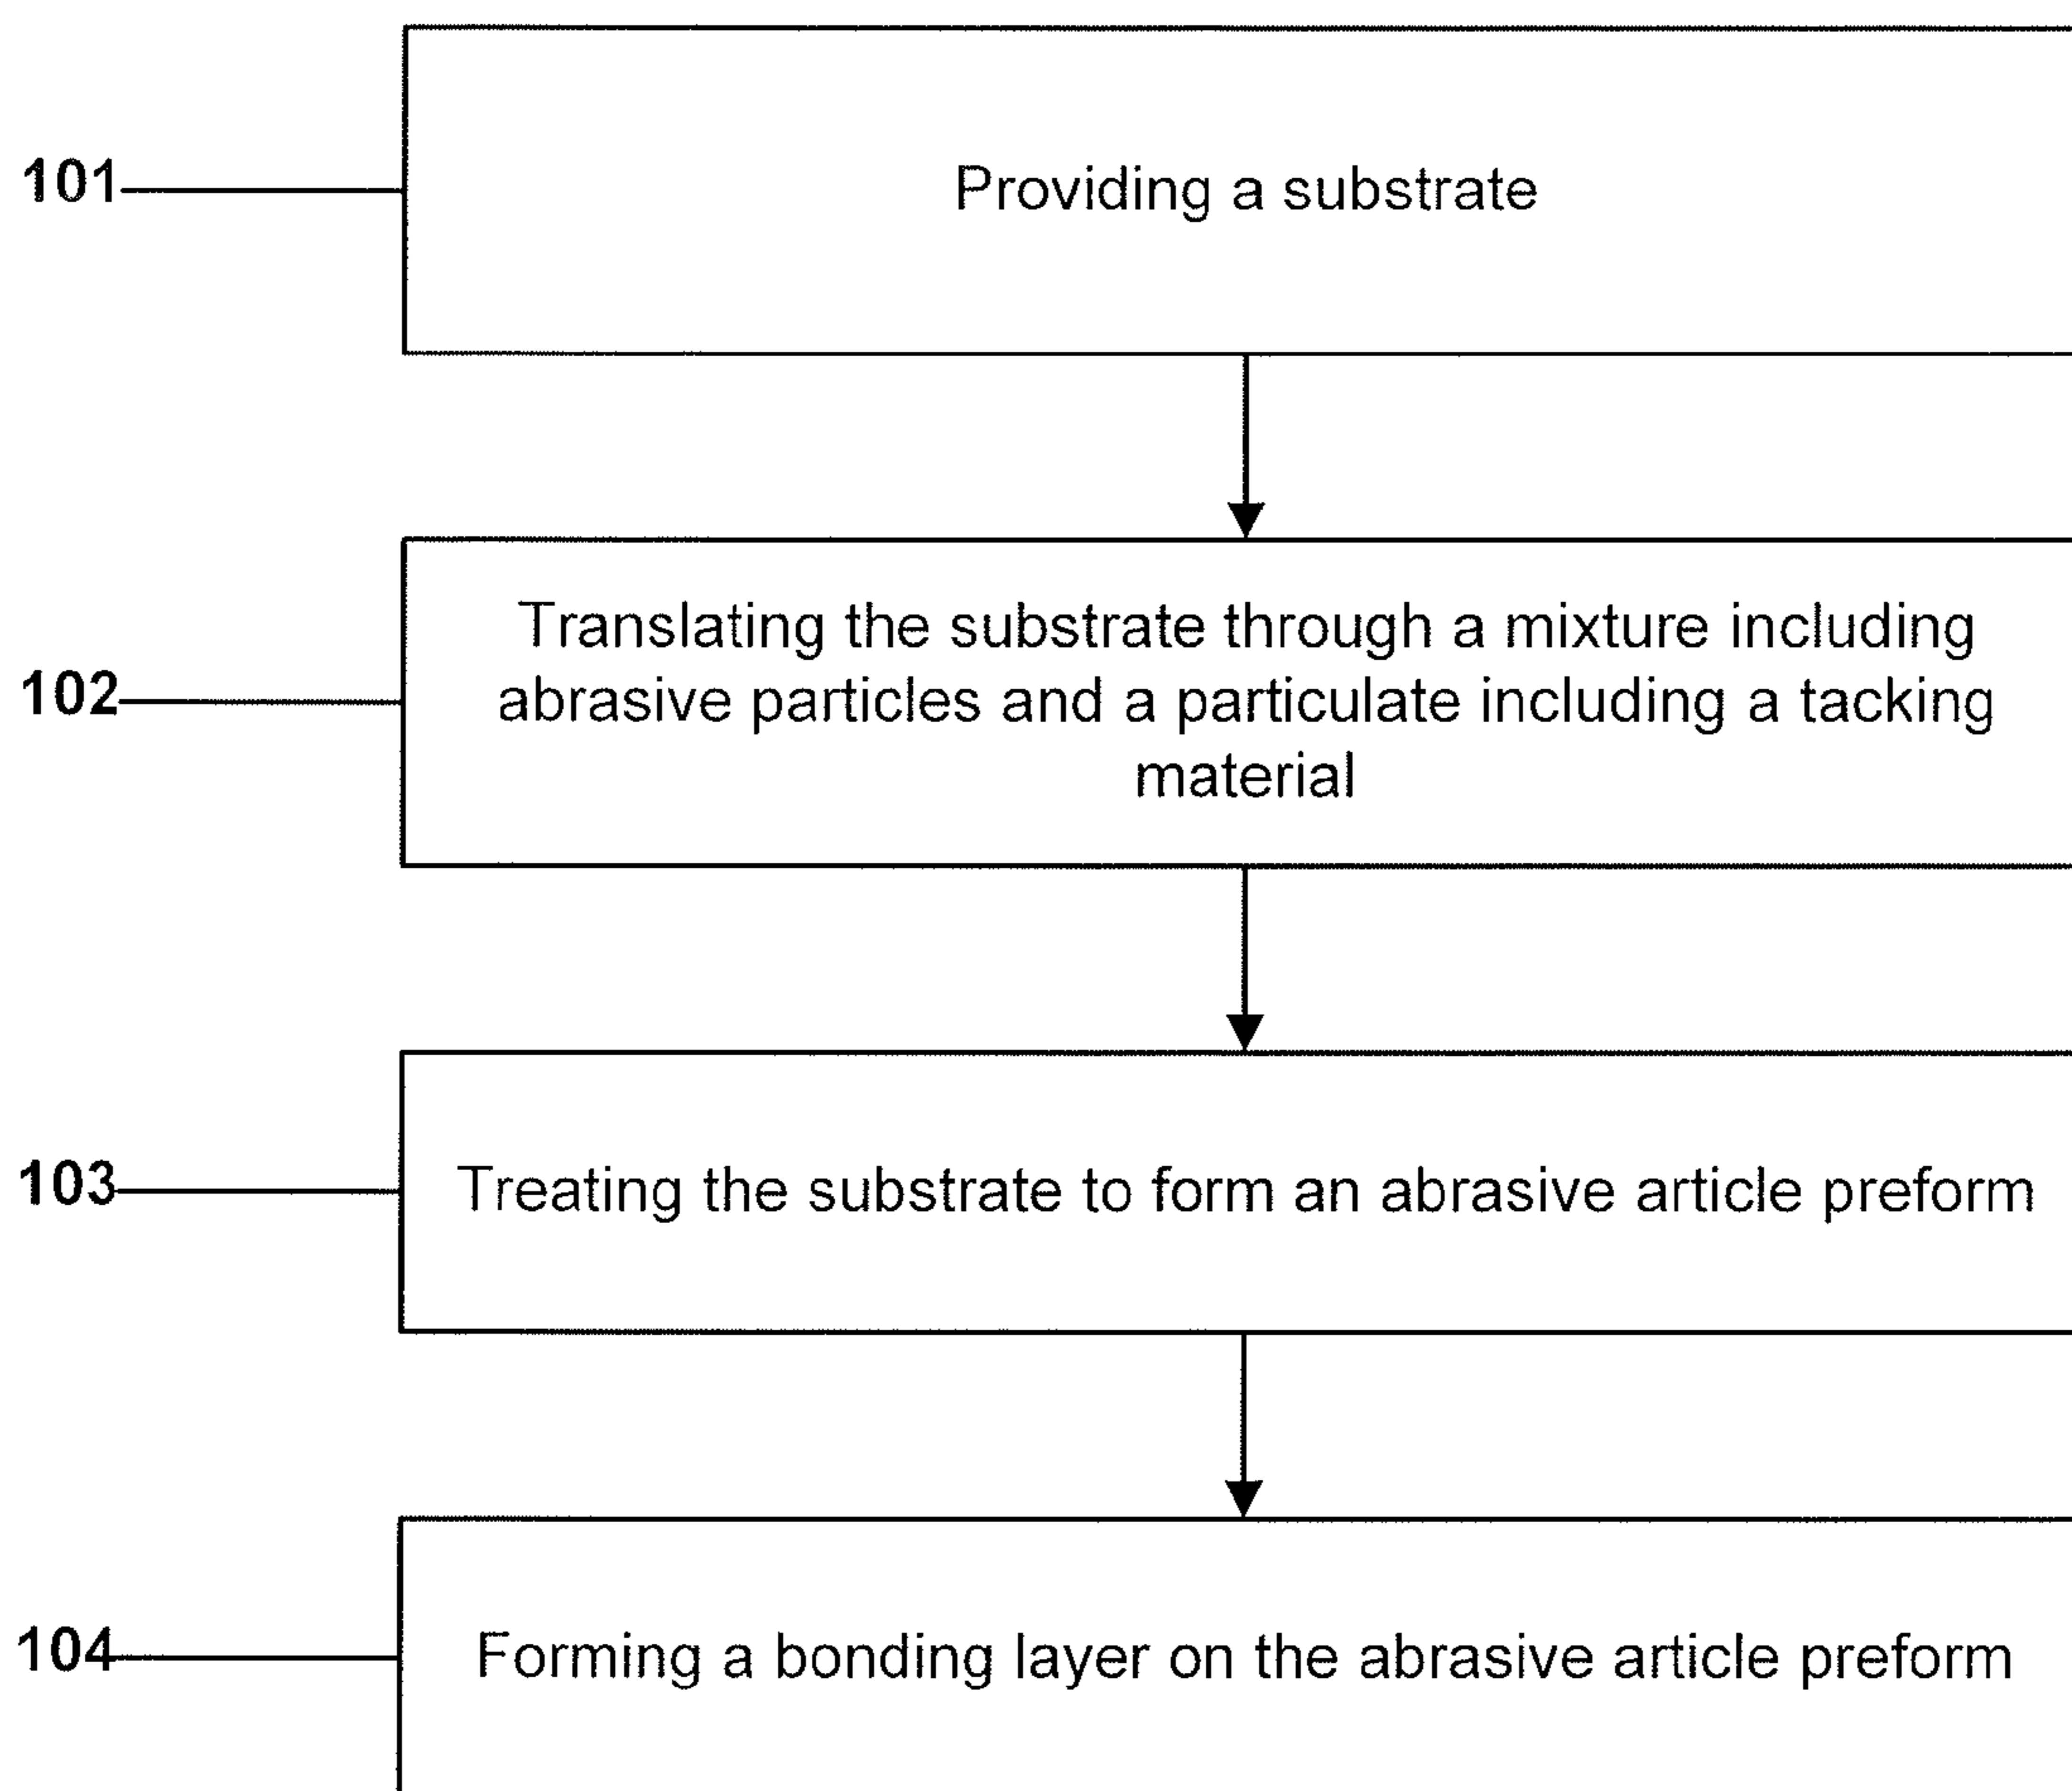 101
Providing a substrate
102
Translating the substrate through a mixture including
abrasive particles and a particulate including a tacking
material
103
Treating the substrate to form an abrasive article preform
104
Forming a bonding layer on the abrasive article preform